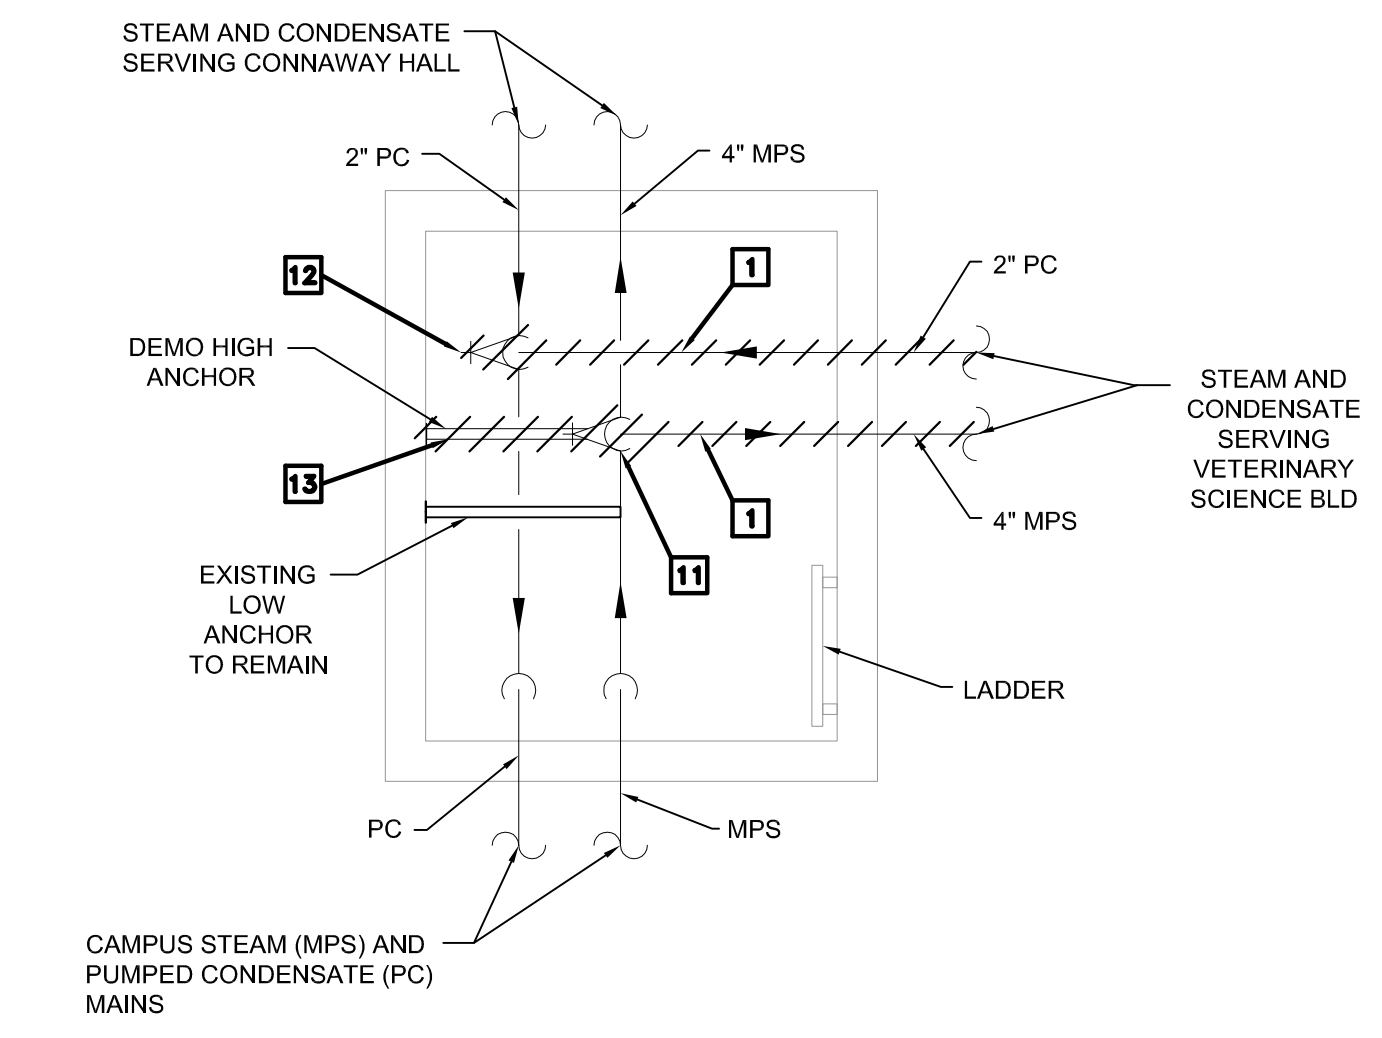 STEAM AND CONDENSATE
SERVING CONNAWAY HALL
2" PC
4" MPS
12
1
2" PC
DEMO HIGH
ANCHOR
STEAM AND
CONDENSATE
SERVING
VETERINARY
SCIENCE BLD
13
1
4" MPS
11
EXISTING
LOW
ANCHOR
TO REMAIN
LADDER
PC
MPS
CAMPUS STEAM (MPS) AND
PUMPED CONDENSATE (PC)
MAINS